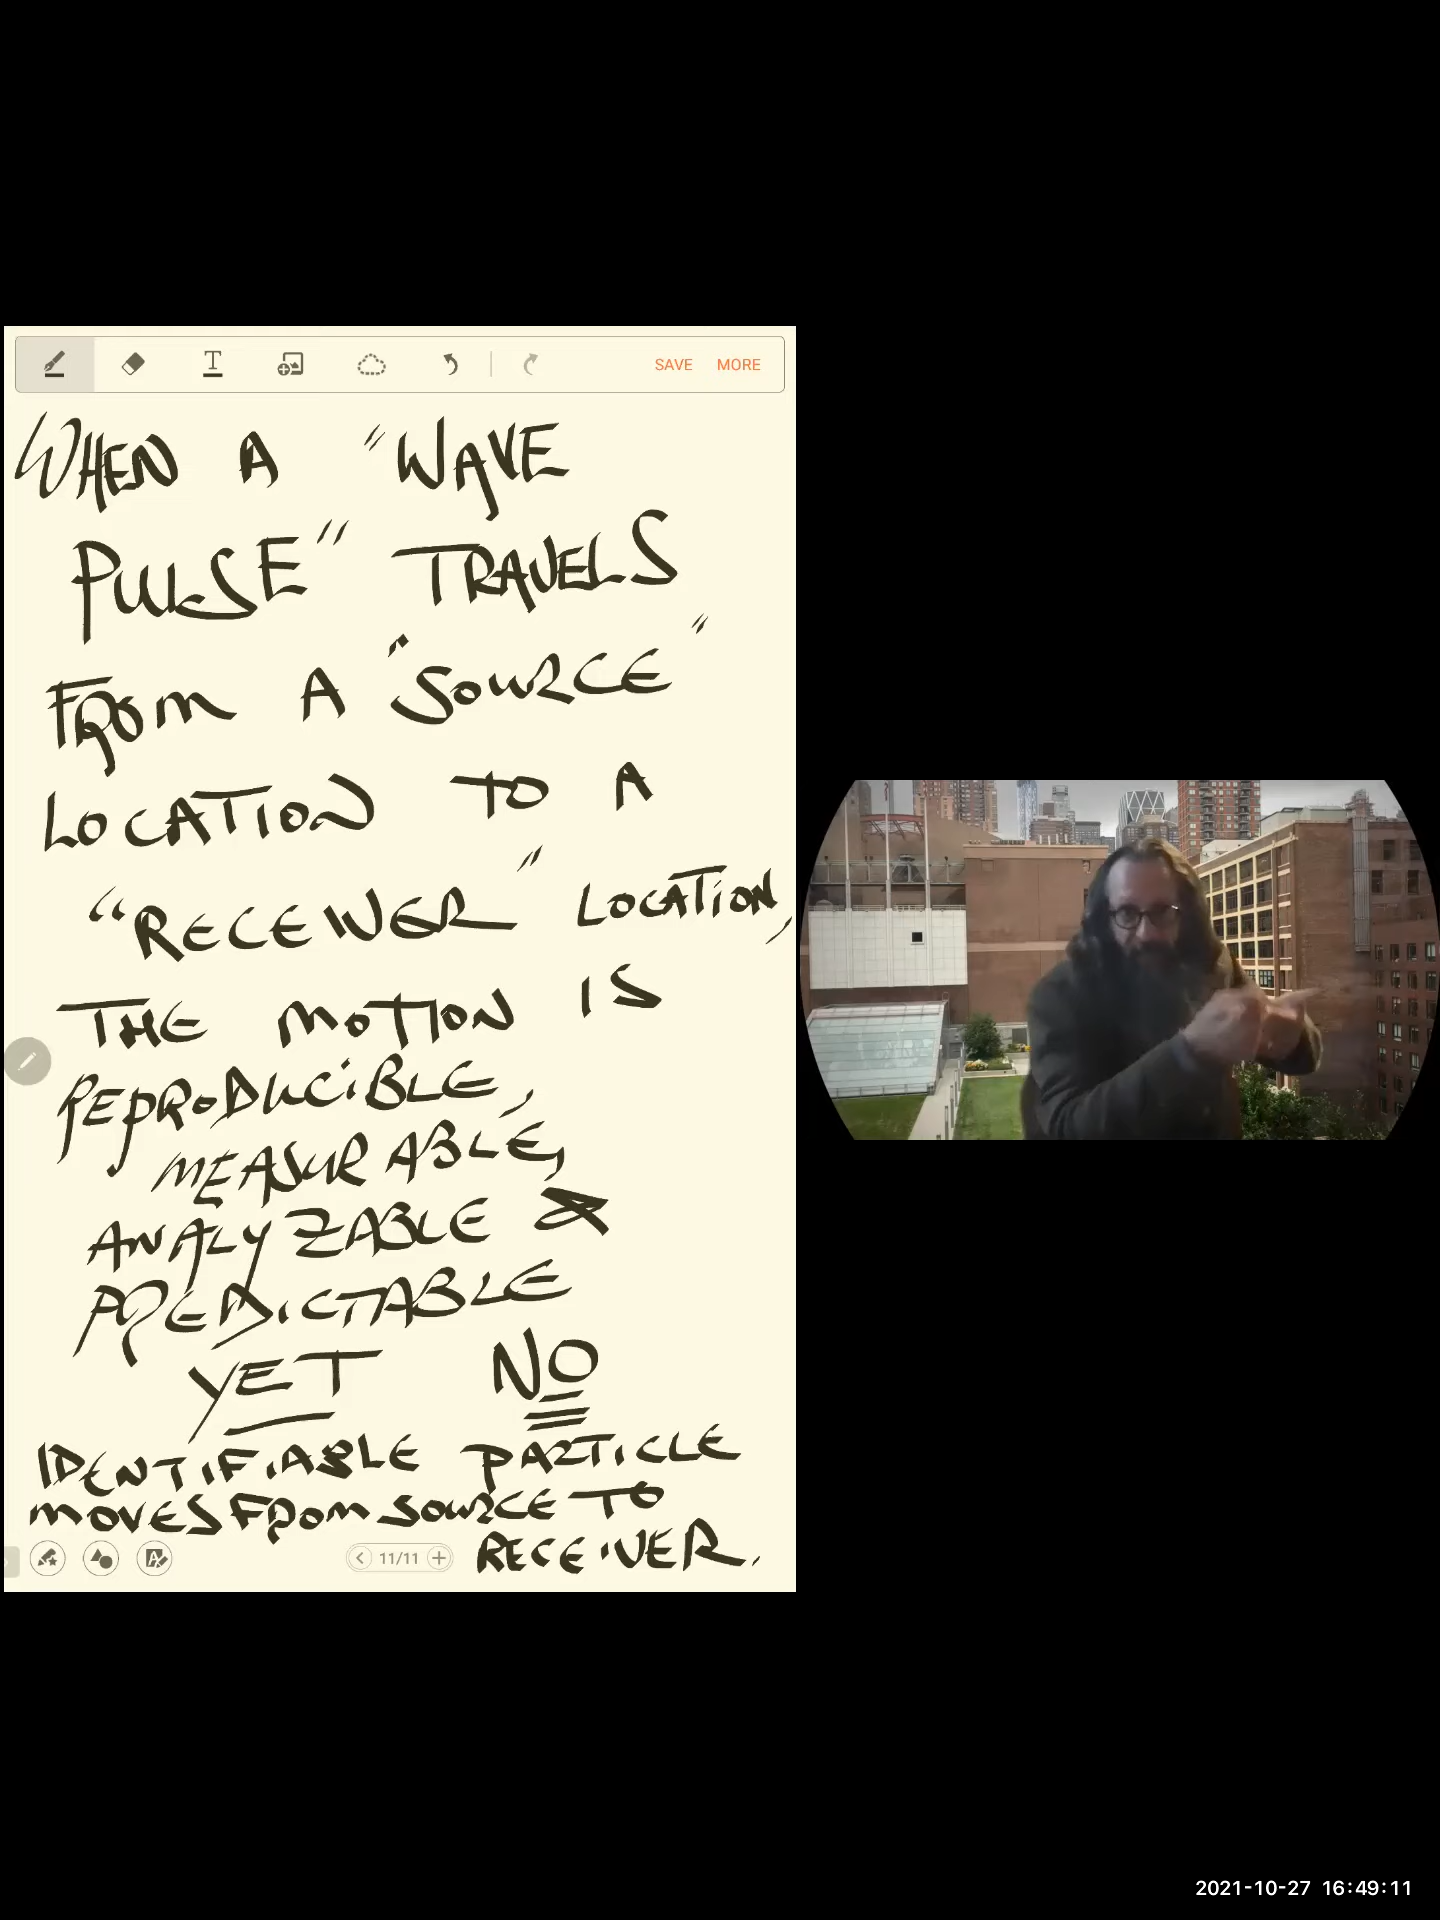 SAVE MORE
WHEN A "WAVE
PULSE" TRAVELS
FROM A "SOURCE"
LOCATION TO A
"RECEIVER" LOCATION,
THE MOTION IS
REPRODUCIBLE,
MEASURABLE,
ANALYZABLE &
PREDICTABLE
YET NO
IDENTIFIABLE PARTICLE
MOVES FROM SOURCE TO
RECEIVER.
11/11
2021-10-27 16:49:11